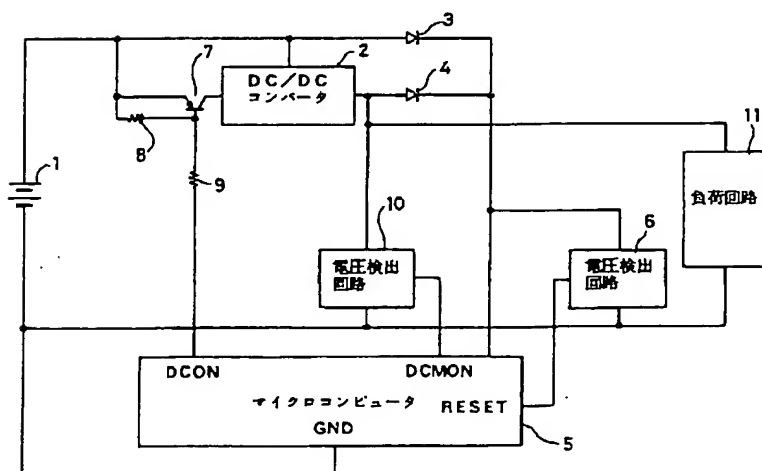 3
2
7
DC/DC
コンバータ
4
11
8
1
9
10
負荷回路
6
電圧検出
回路
電圧検出
回路
DCON
DCMON
マイクロコンピュータ
RESET
GND
5